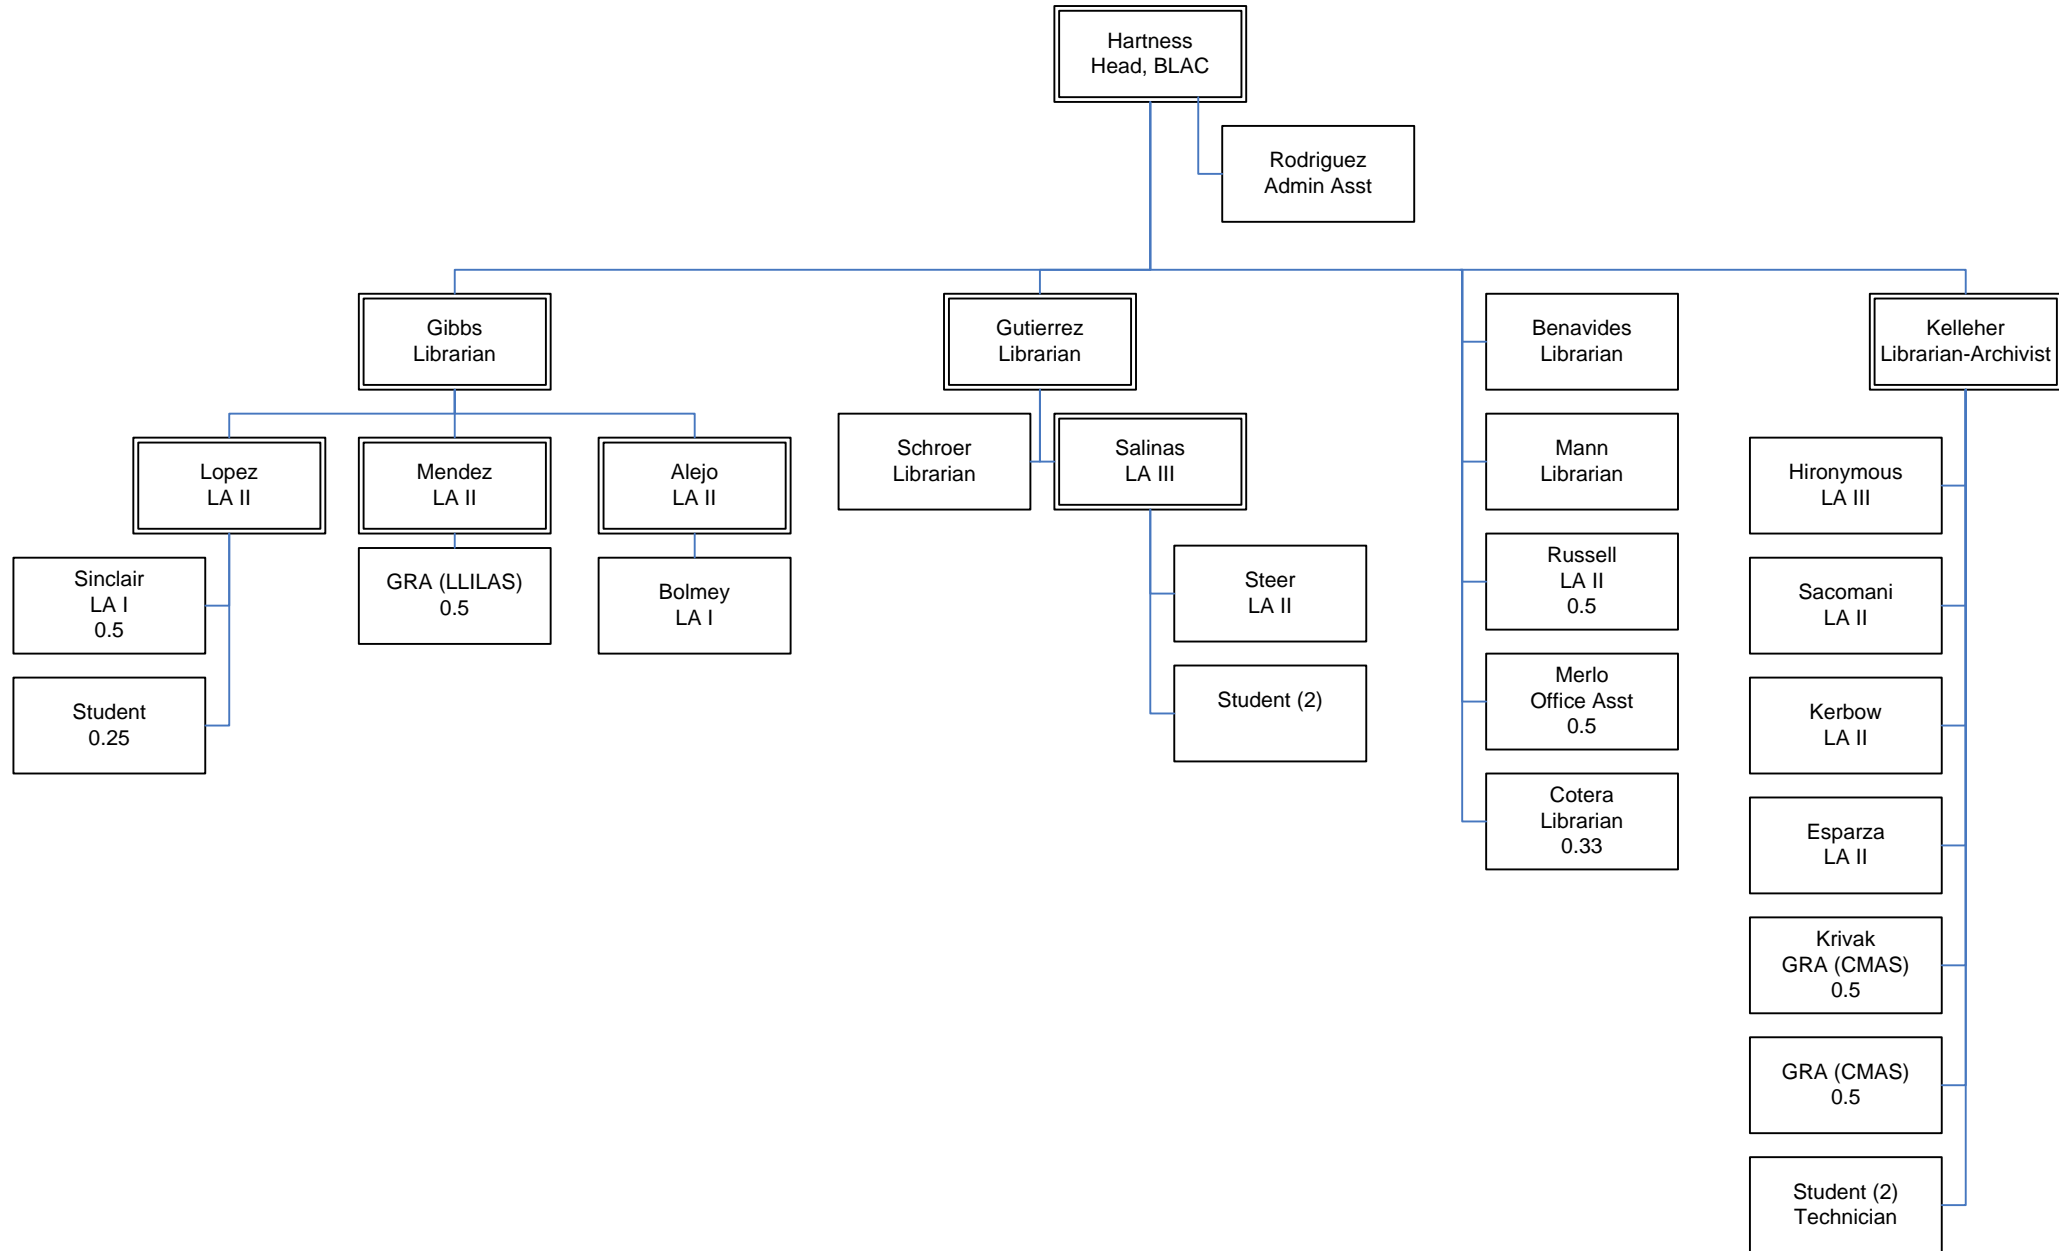 Hartness
Head, BLAC
Rodriguez
Admin Asst
Gibbs
Librarian
Gutierrez
Librarian
Benavides
Librarian
Kelleher
Librarian-Archivist
Lopez
LA II
Mendez
LA II
Alejo
LA II
Schroer
Librarian
Salinas
LA III
Mann
Librarian
Hironymous
LA III
Sinclair
LA I
0.5
GRA (LLILAS)
0.5
Bolmey
LA I
Steer
LA II
Russell
LA II
0.5
Sacomani
LA II
Student
0.25
Student (2)
Merlo
Office Asst
0.5
Kerbow
LA II
Cotera
Librarian
0.33
Esparza
LA II
Krivak
GRA (CMAS)
0.5
GRA (CMAS)
0.5
Student (2)
Technician